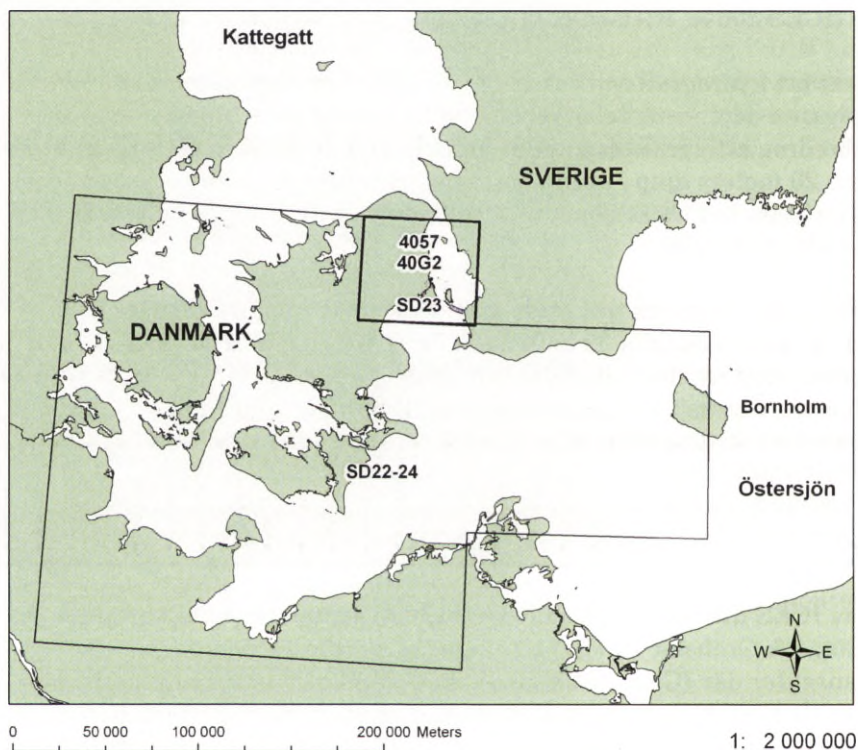 Kattegatt
SVERIGE
4057
40G2
SD23
DANMARK
Bornholm
SD22-24
Östersjön
N
W E
S
0 50 000 100 000 200 000 Meters
1: 2 000 000